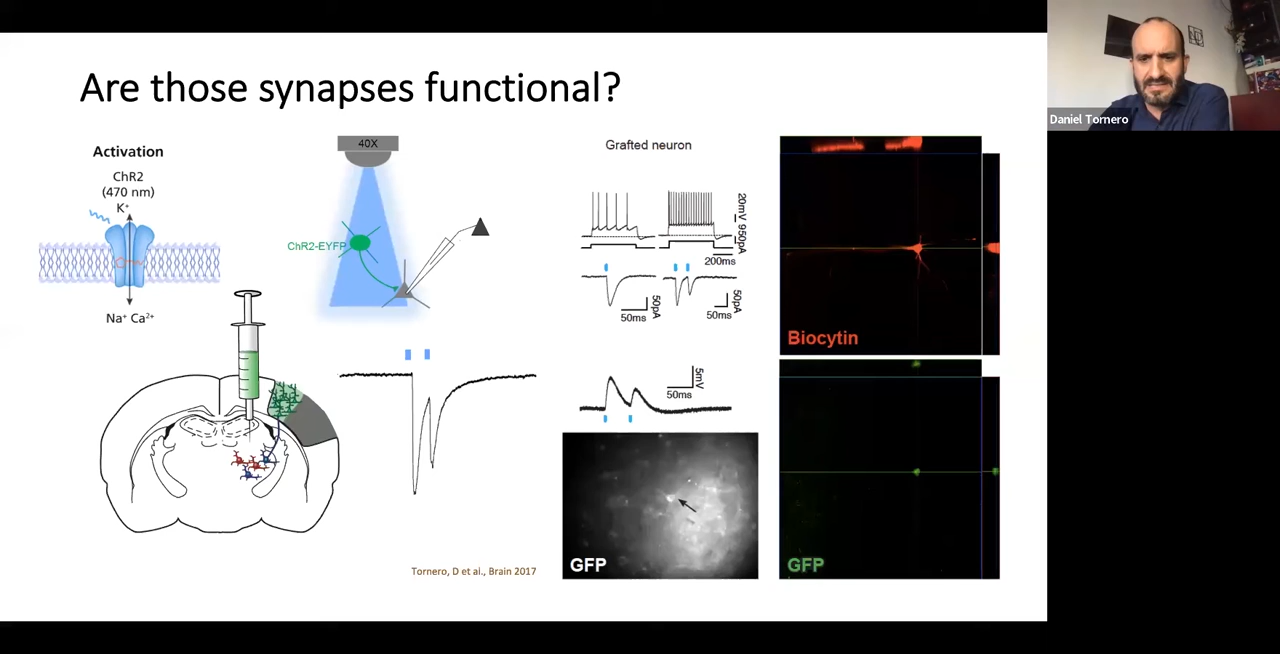 Are those synapses functional?
Daniel Tornero
Activation
ChR2
(470 nm)
K+
Na+ Ca2+
40X
ChR2-EYFP
Tornero, D et al., Brain 2017
Grafted neuron
20mV
950pA
200ms
50pA
50ms
50pA
50ms
5mV
50ms
GFP
Biocytin
GFP